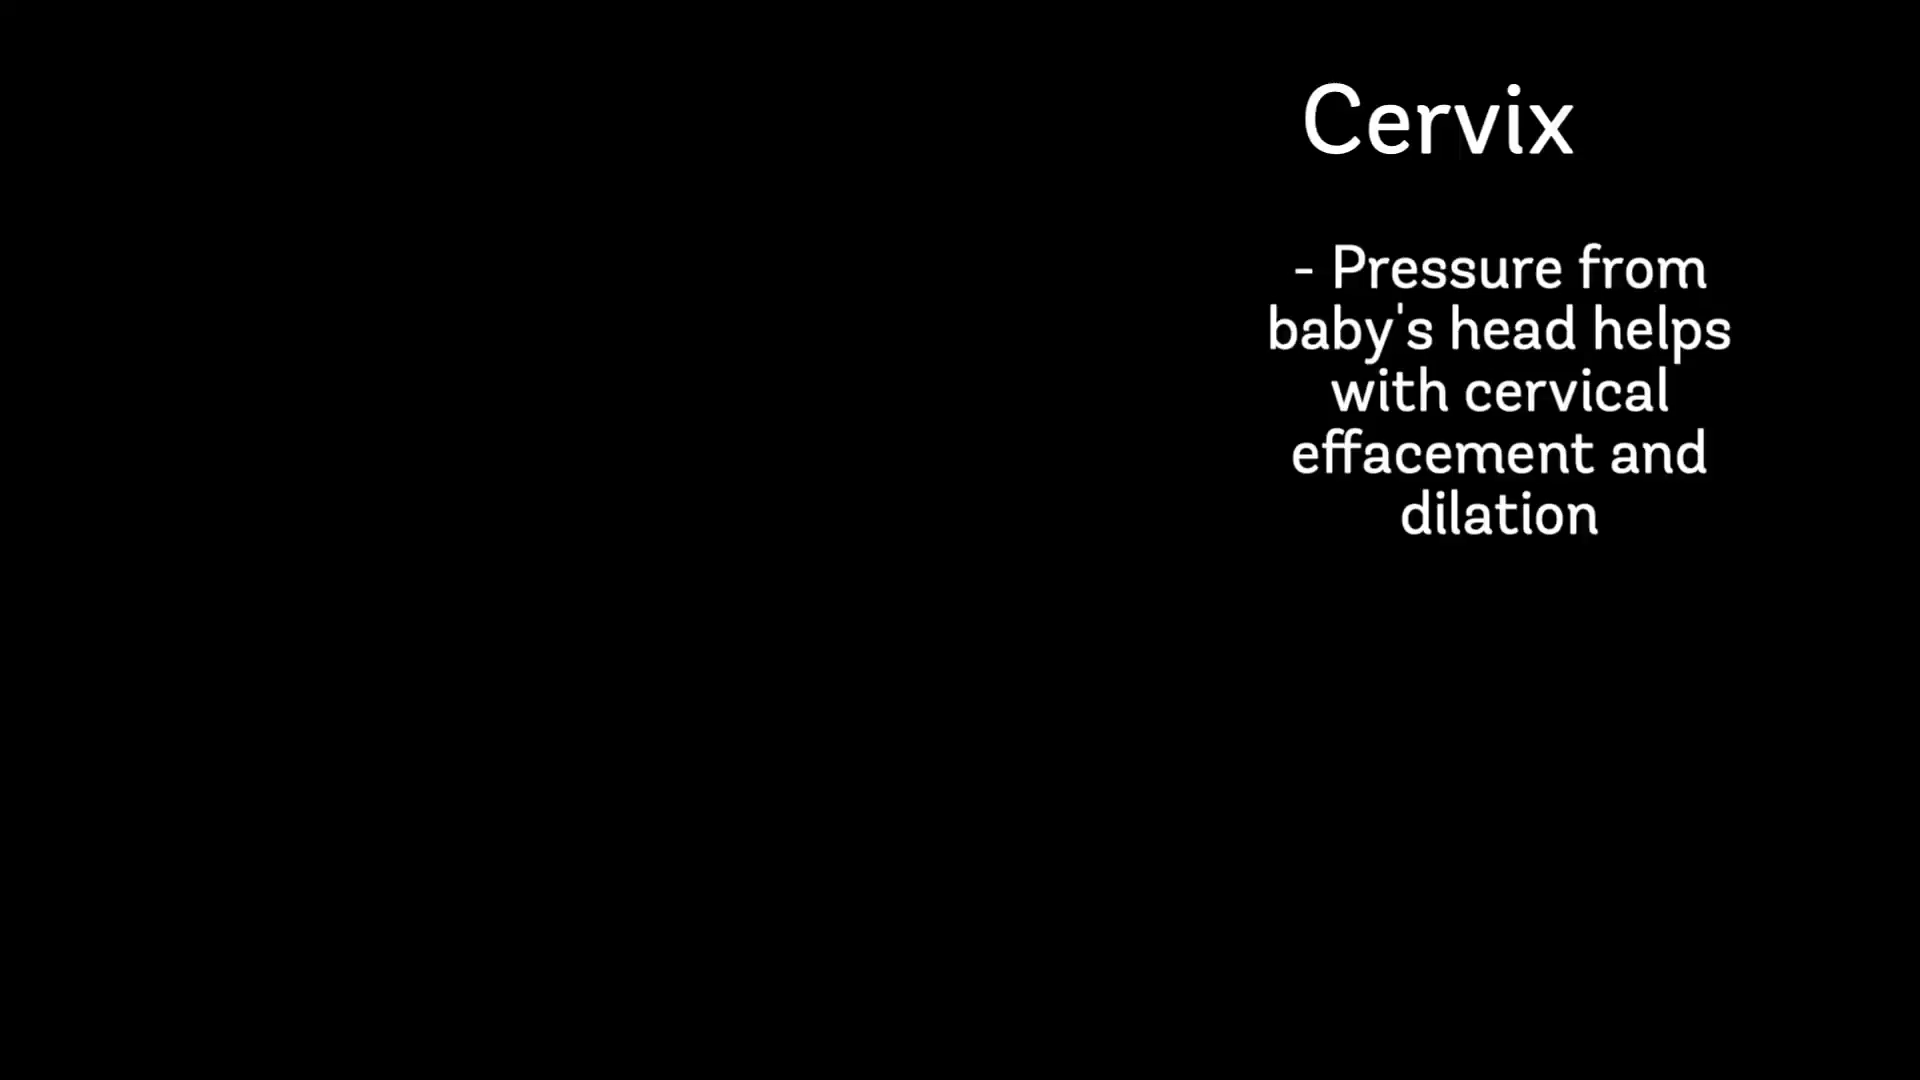 Cervix
- Pressure from
baby's head helps
with cervical
effacement and
dilation